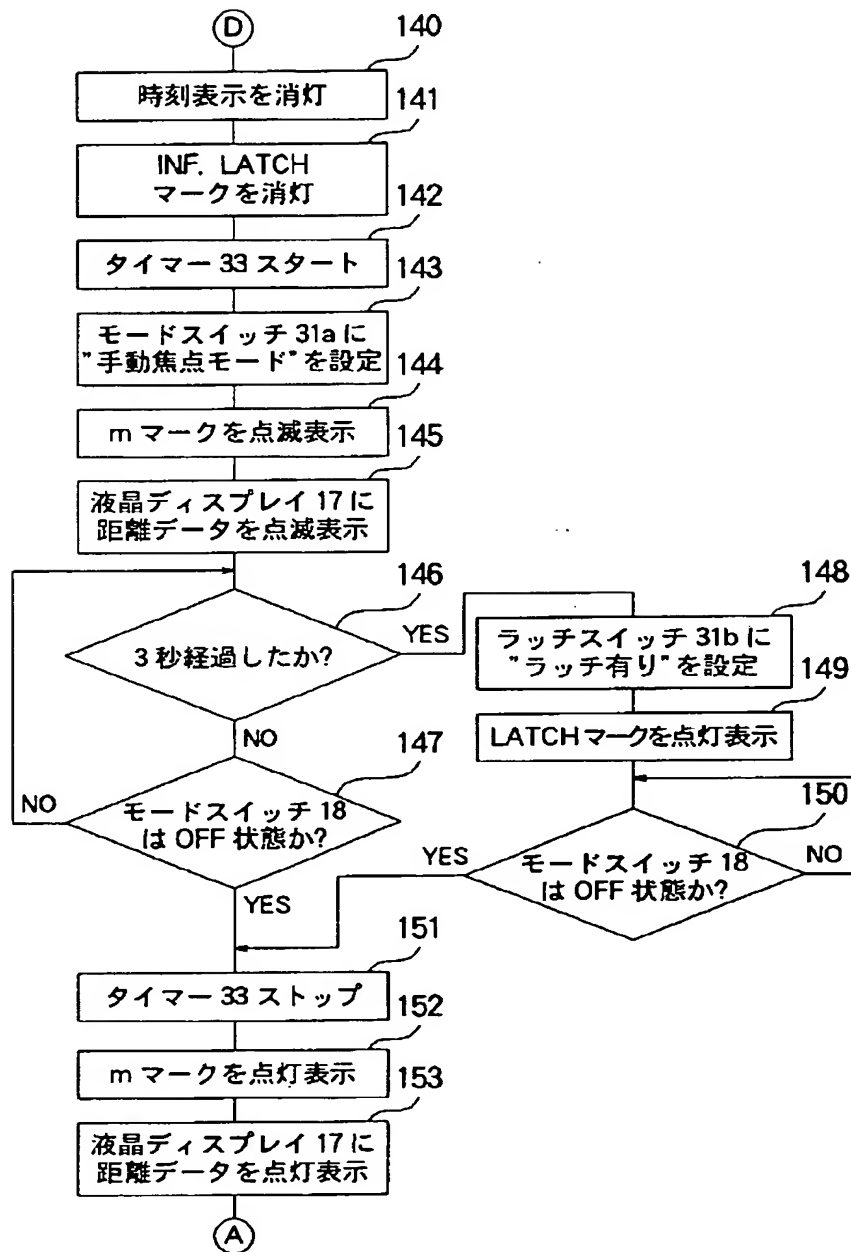 D
140
時刻表示を消灯
141
INF. LATCH
マークを消灯
142
タイマー 33 スタート
143
モードスイッチ 31a に
"手動焦点モード"を設定
144
m マークを点滅表示
145
液晶ディスプレイ 17 に
距離データを点滅表示
146
3 秒経過したか?
YES
NO
148
ラッチスイッチ 31b に
"ラッチ有り"を設定
149
LATCHマークを点灯表示
147
モードスイッチ 18
は OFF 状態か?
NO
YES
150
モードスイッチ 18
は OFF 状態か?
YES
NO
151
タイマー 33 ストップ
152
m マークを点灯表示
153
液晶ディスプレイ 17 に
距離データを点灯表示
A